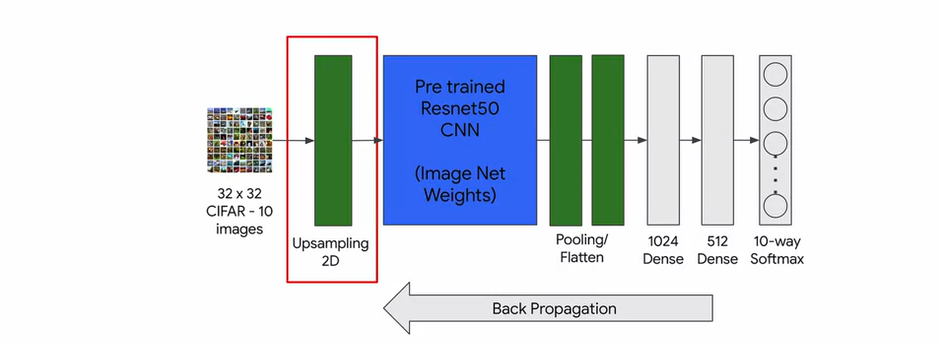 32 x 32
CIFAR - 10
images
Upsampling
2D
Pre trained
Resnet50
CNN
(Image Net
Weights)
Pooling/
Flatten
1024
Dense
512
Dense
10-way
Softmax
Back Propagation